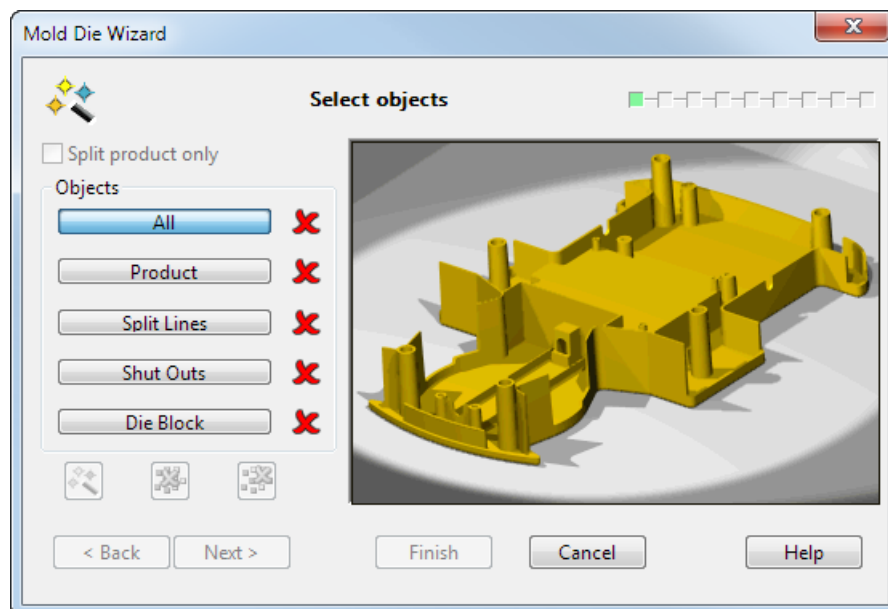 Mold Die Wizard
Select objects
Split product only
Objects
All
Product
Split Lines
Shut Outs
Die Block
< Back
Next >
Finish
Cancel
Help